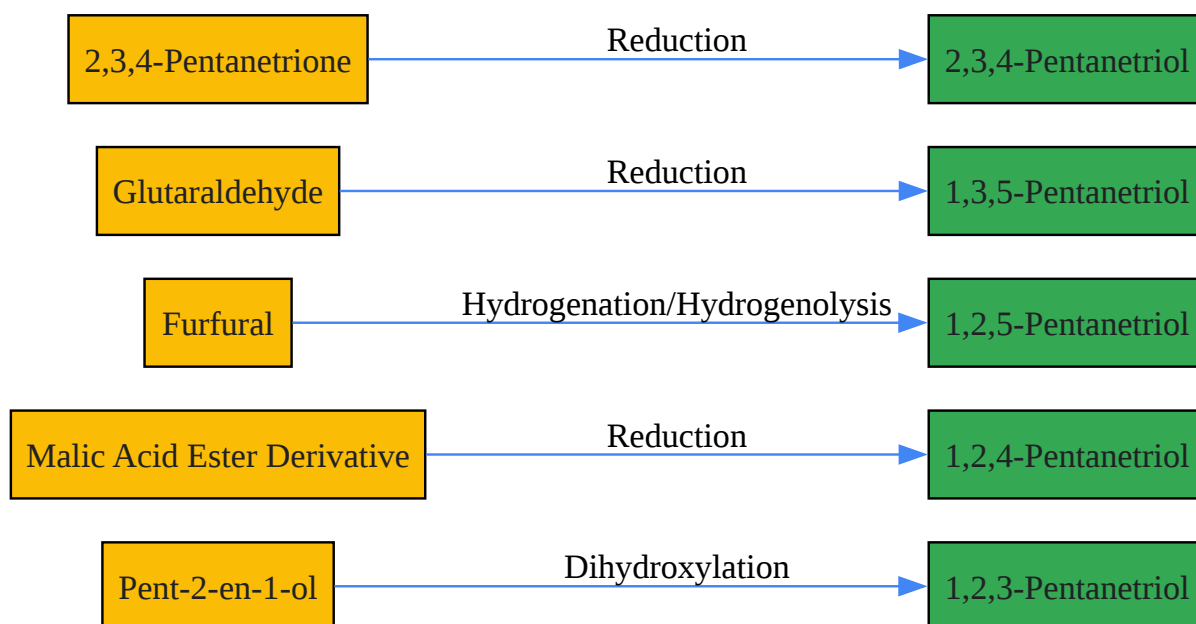 2,3,4-Pentanetrione
Reduction
2,3,4-Pentanetriol
Glutaraldehyde
Reduction
1,3,5-Pentanetriol
Furfural
Hydrogenation/Hydrogenolysis
1,2,5-Pentanetriol
Malic Acid Ester Derivative
Reduction
1,2,4-Pentanetriol
Pent-2-en-1-ol
Dihydroxylation
1,2,3-Pentanetriol